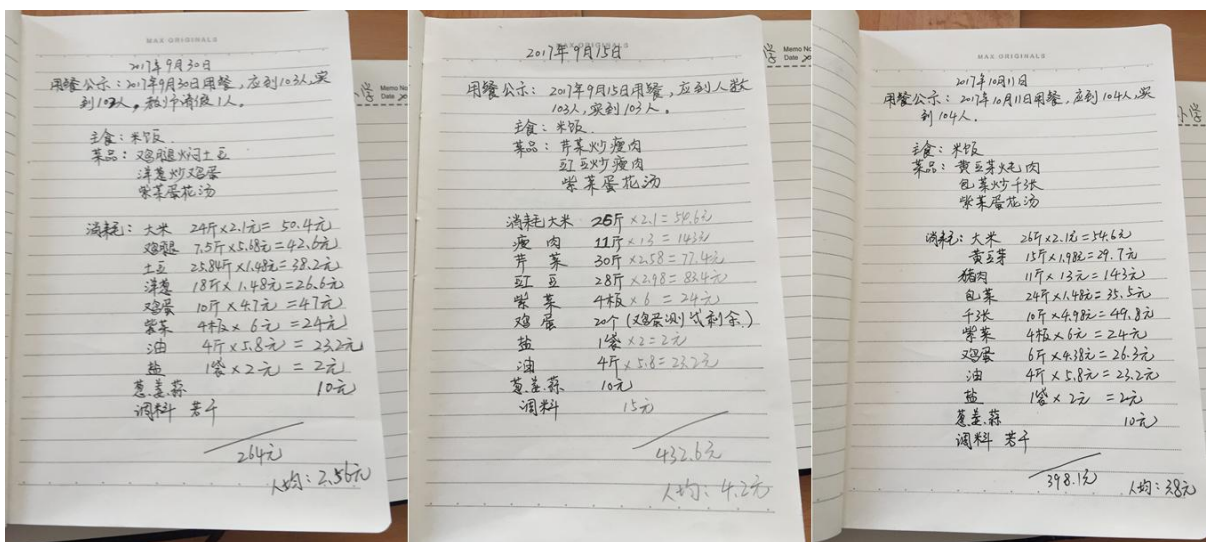 MAX ORIGINALS
2017年9月30日
用餐公示：2017年9月30日用餐，应到103人，实
到102人。教师请假1人。
主食：米饭
菜品：鸡腿焖土豆
洋葱炒鸡蛋
紫菜蛋花汤
消耗：大米 24斤×2.1元=50.4元
鸡腿 7.5斤×5.68元=42.6元
土豆 25.84斤×1.48元=38.2元
洋葱 18斤×1.48元=26.6元
鸡蛋 10斤×4.7元=47元
紫菜 4板×6元=24元
油 4斤×5.8元=23.2元
盐 1袋×2元=2元
葱.姜.蒜 10元
调料 若干
264元
人均：2.56元
学
Memo No
Date
2017年9月15日
用餐公示：2017年9月15日用餐，应到人数
103人，实到103人。
主食：米饭.
菜品：芹菜炒瘦肉
豇豆炒瘦肉
紫菜蛋花汤
消耗：大米 26斤×2.1=54.6元
瘦肉 11斤×13=143元
芹菜 30斤×2.58=77.4元
豇豆 28斤×2.98=83.4元
紫菜 4板×6=24元
鸡蛋 20个(鸡蛋测试剩余.)
盐 1袋×2=2元
油 4斤×5.8=23.2元
葱.姜.蒜 10元
调料 15元
432.6元
人均：4.2元
学
Memo No
Date
MAX ORIGINALS
2017年10月11日
用餐公示：2017年10月11日用餐，应到104人，实
到104人.
主食：米饭
菜品：黄豆芽炖肉
包菜炒千张
紫菜蛋花汤
消耗：大米 26斤×2.1元=54.6元
黄豆芽 15斤×1.98元=29.7元
猪肉 11斤×13元=143元
包菜 24斤×1.48元=35.5元
千张 10斤×4.98元=49.8元
紫菜 4板×6元=24元
鸡蛋 6斤×4.38元=26.3元
油 4斤×5.8元=23.2元
盐 1袋×2元=2元
葱.姜.蒜 10元
调料 若干
398.1元
人均：3.8元
小学